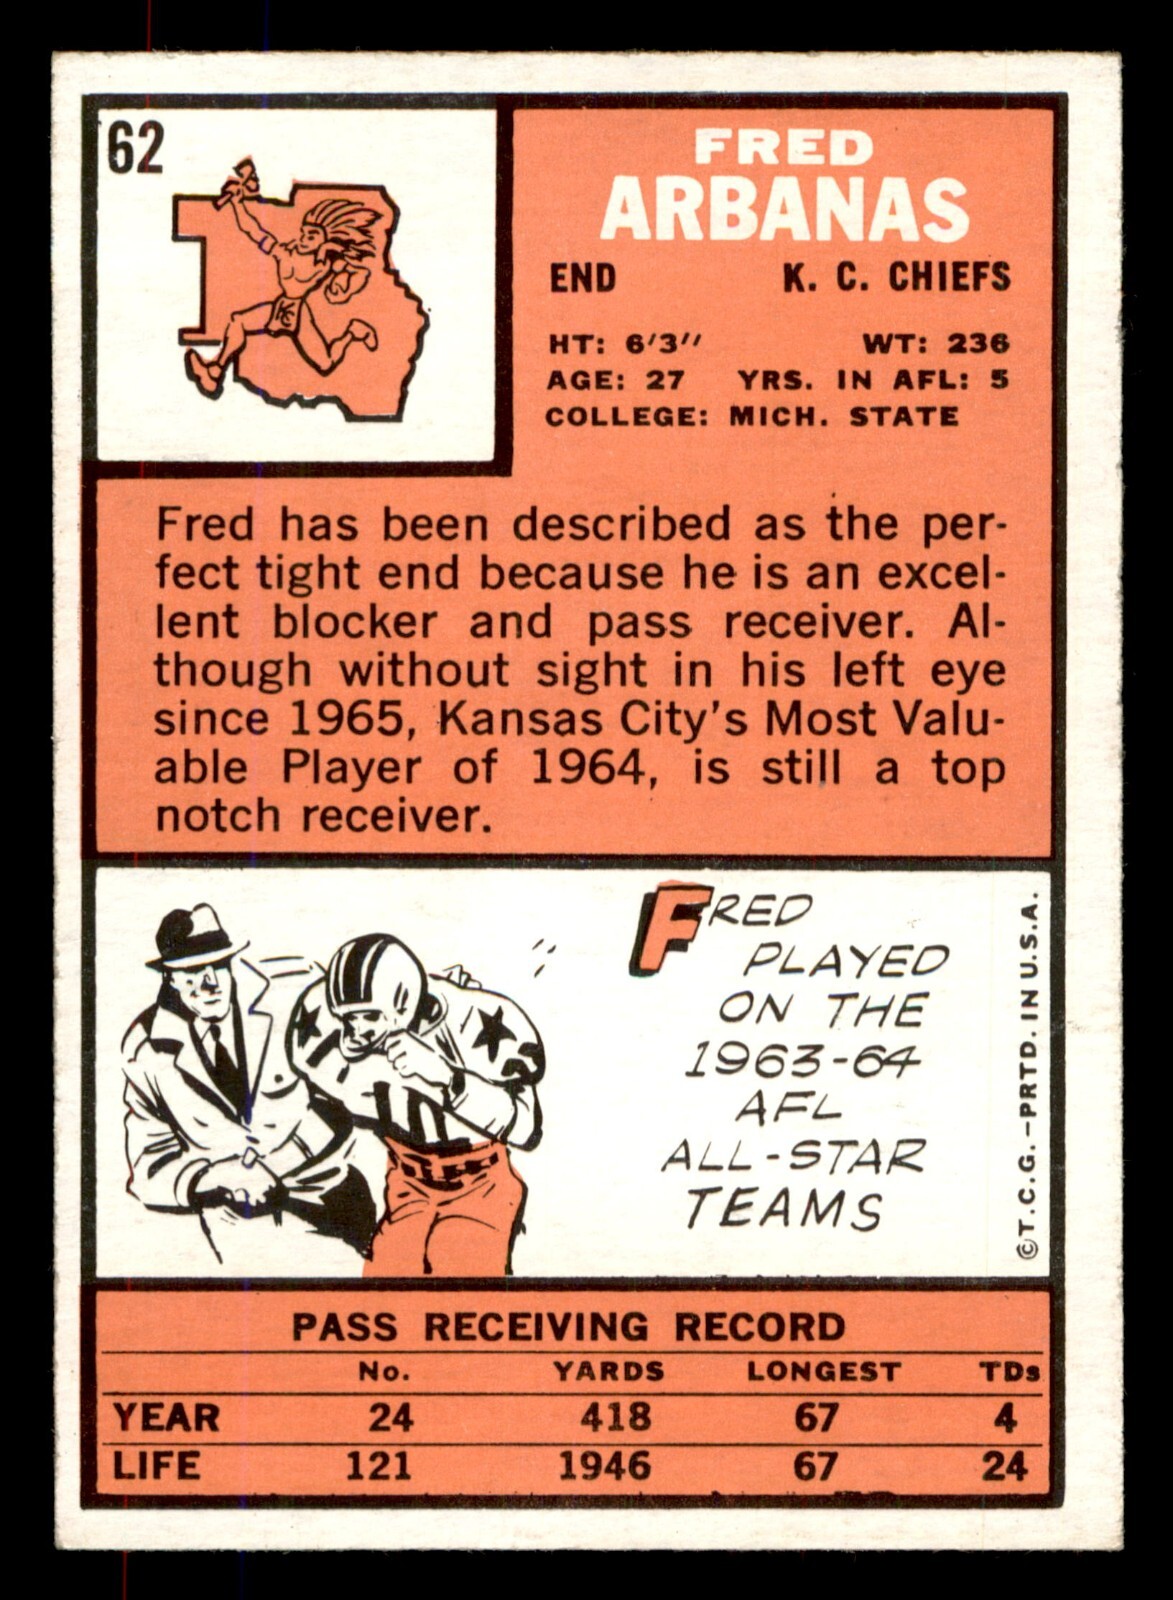 62
FRED
ARBANAS
END K. C. CHIEFS
HT: 6'3" WT: 236
AGE: 27 YRS. IN AFL: 5
COLLEGE: MICH. STATE
KC
Fred has been described as the per-
fect tight end because he is an excel-
lent blocker and pass receiver. Al-
though without sight in his left eye
since 1965, Kansas City's Most Valu-
able Player of 1964, is still a top
notch receiver.
FRED
PLAYED
ON THE
1963-64
AFL
ALL-STAR
TEAMS
©T.C.G.-PRTD. IN U.S.A.
PASS RECEIVING RECORD
No. YARDS LONGEST TDs
YEAR 24 418 67 4
LIFE 121 1946 67 24